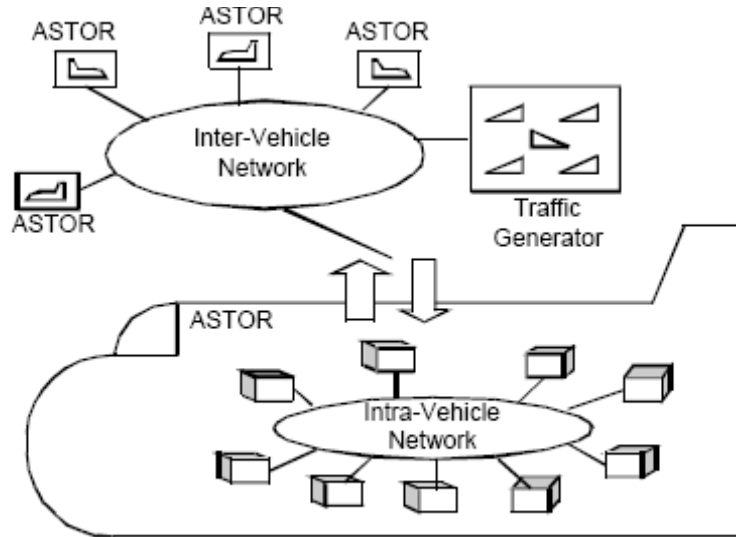 ASTOR
ASTOR
ASTOR
Inter-Vehicle
Network
ASTOR
Traffic
Generator
ASTOR
Intra-Vehicle
Network